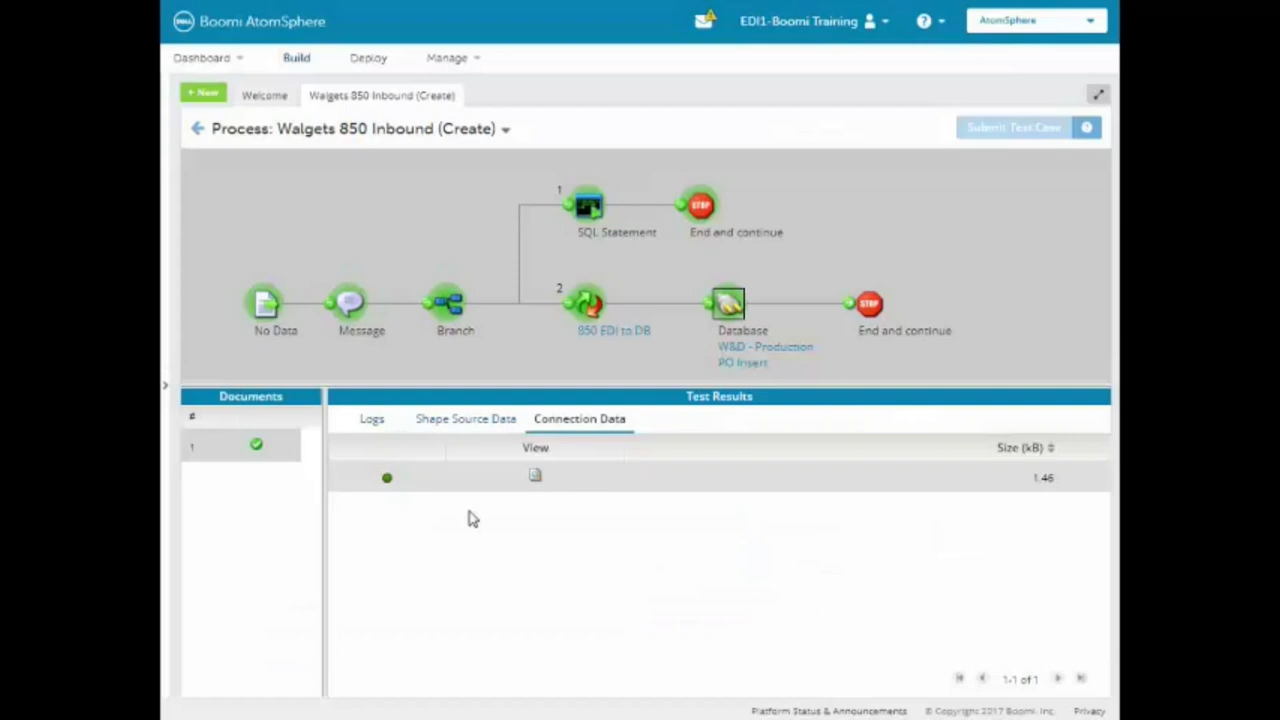 DELL Boomi AtomSphere
EDI1-Boomi Training
?
AtomSphere
Dashboard
Build
Deploy
Manage
+ New
Welcome
Walgets 850 Inbound (Create)
Process: Walgets 850 Inbound (Create)
Submit Test Case
?
1
STOP
SQL Statement
End and continue
2
STOP
No Data
Message
Branch
850 EDI to DB
Database
End and continue
W&D - Production
PO Insert
Documents
Test Results
#
Logs
Shape Source Data
Connection Data
1
View
Size (kB)
1.46
1-1 of 1
Platform Status & Announcements
© Copyright 2017 Boomi, Inc.
Privacy